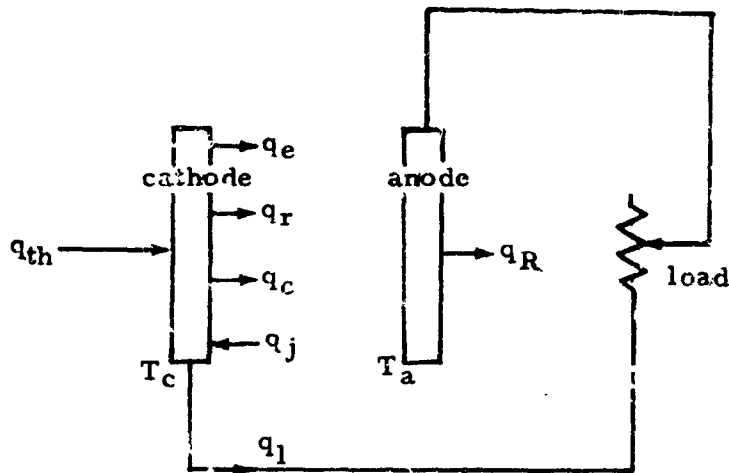 q_e
cathode
anode
q_r
q_th
q_R
q_c
load
q_j
T_c
T_a
q_l